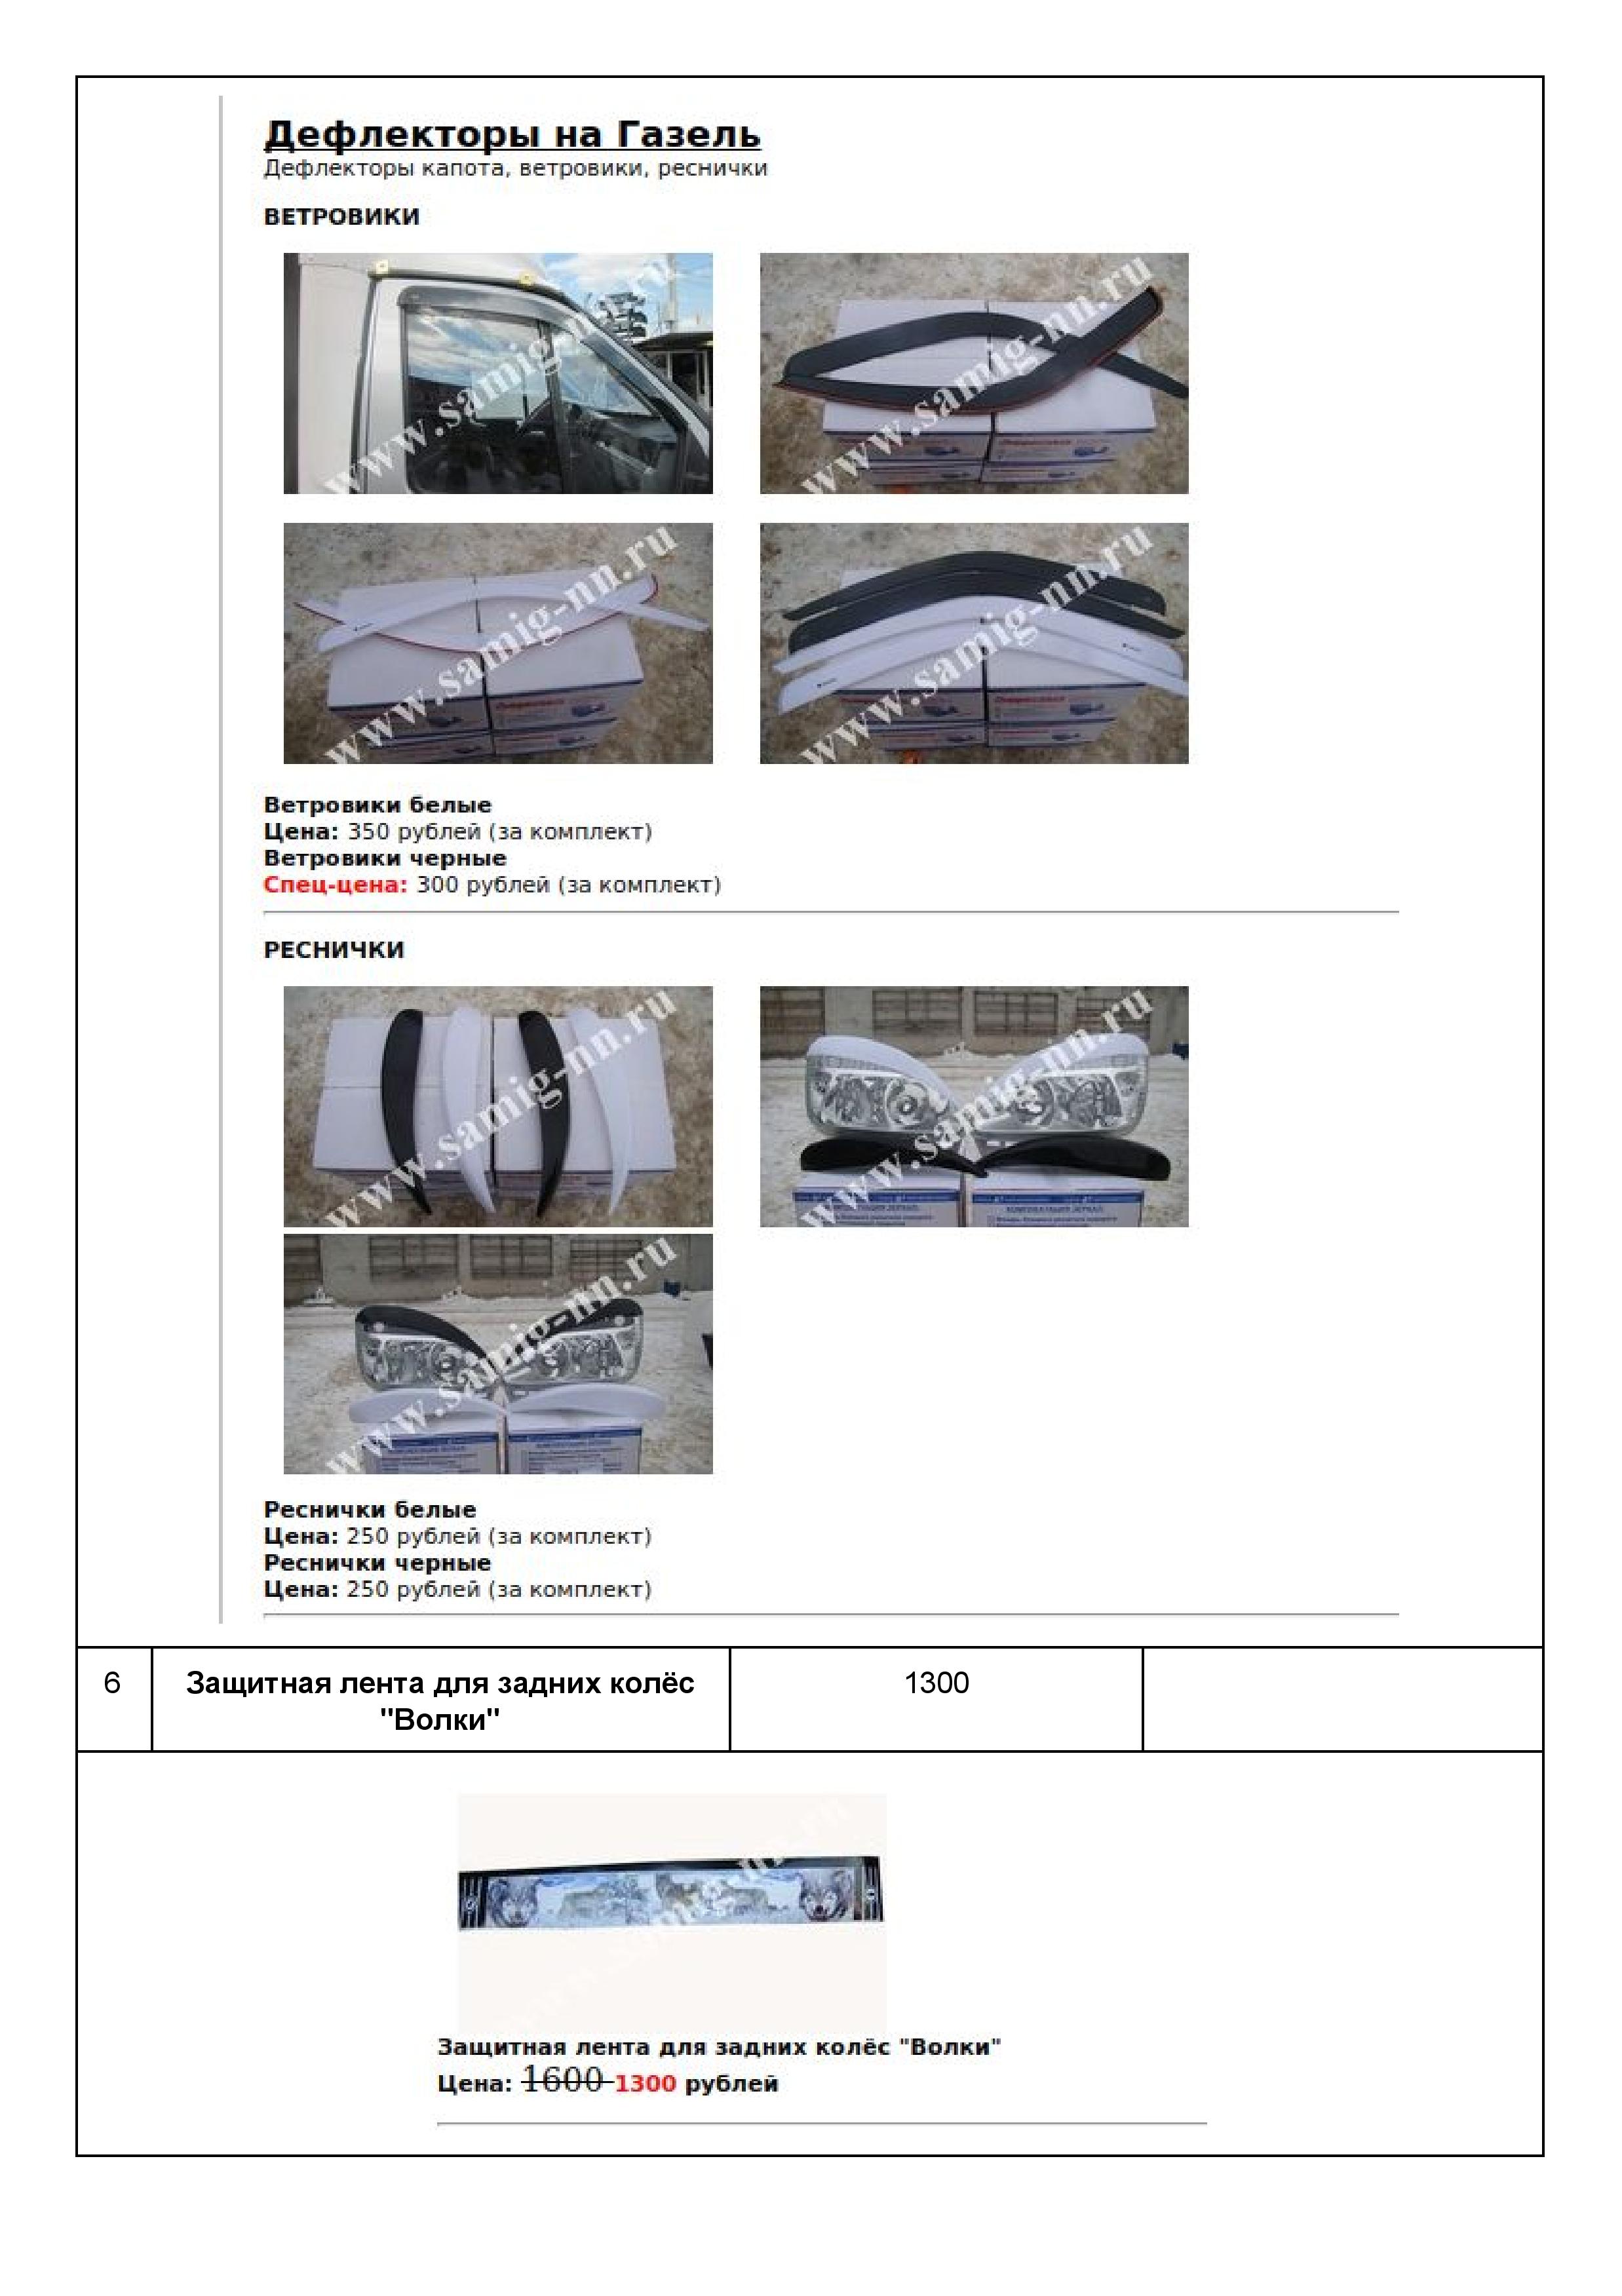 Дефлекторы на Газель
Дефлекторы капота, ветровики, реснички
ВЕТРОВИКИ
www.samig-nn.ru
www.samig-nn.ru
www.samig-nn.ru
www.samig-nn.ru
Ветровики белые
Цена: 350 рублей (за комплект)
Ветровики черные
Спец-цена: 300 рублей (за комплект)
РЕСНИЧКИ
www.samig-nn.ru
www.samig-nn.ru
www.samig-nn.ru
Реснички белые
Цена: 250 рублей (за комплект)
Реснички черные
Цена: 250 рублей (за комплект)
6 Защитная лента для задних колёс 1300
"Волки"
www.samig-nn.ru
Защитная лента для задних колёс "Волки"
Цена: 1600 1300 рублей